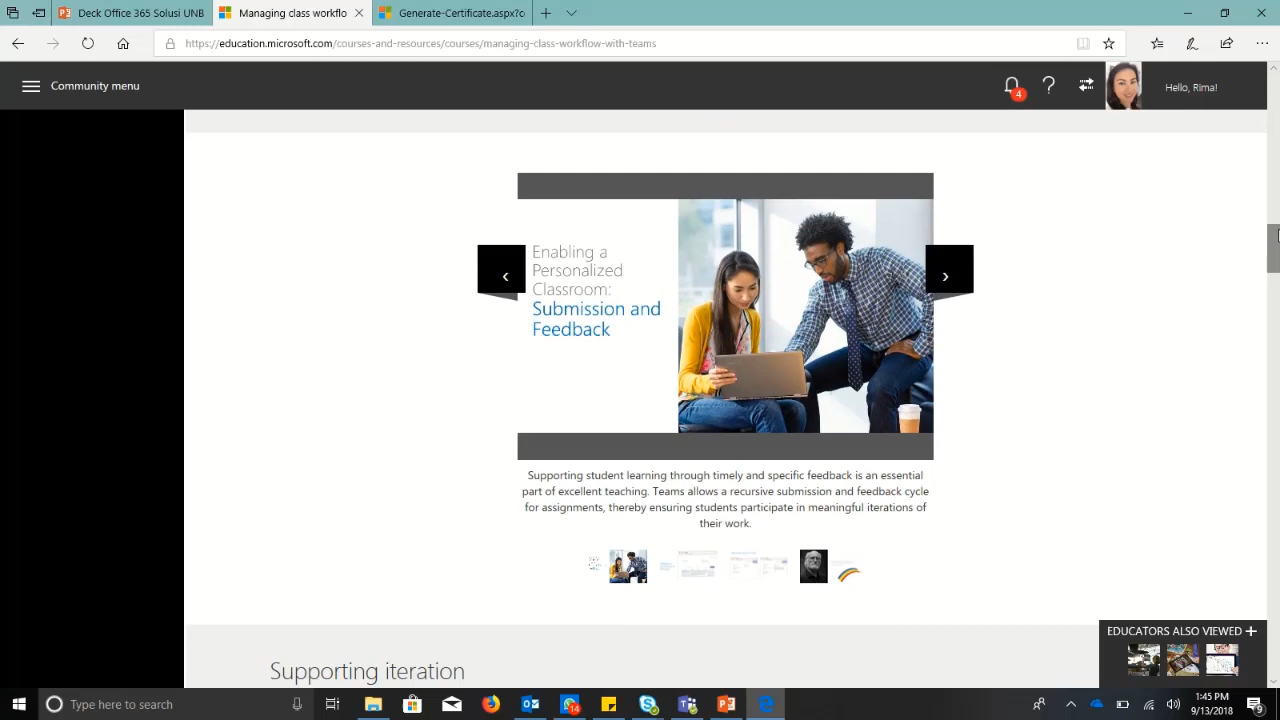 Deck Office 365 Solusi UNB
Managing class workflo
Generate-Certificate.aspx?c
https://education.microsoft.com/courses-and-resources/courses/managing-class-workflow-with-teams
Community menu
4
Hello, Rima!
Enabling a
Personalized
Classroom:
Submission and
Feedback
Supporting student learning through timely and specific feedback is an essential
part of excellent teaching. Teams allows a recursive submission and feedback cycle
for assignments, thereby ensuring students participate in meaningful iterations of
their work.
EDUCATORS ALSO VIEWED
Supporting iteration
Type here to search
14
1:45 PM
9/13/2018
9